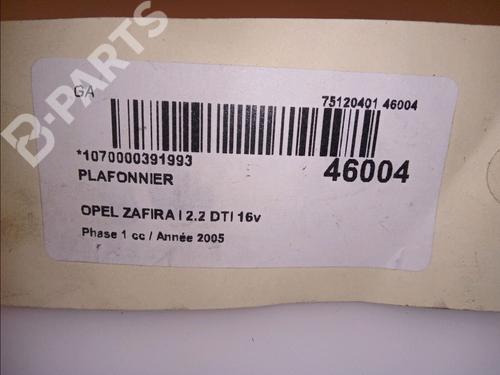 B-PARTS
GA
75120401 46004
*1070000391993
46004
PLAFONNIER
OPEL ZAFIRA I 2.2 DTI 16v
Phase 1 cc / Année 2005